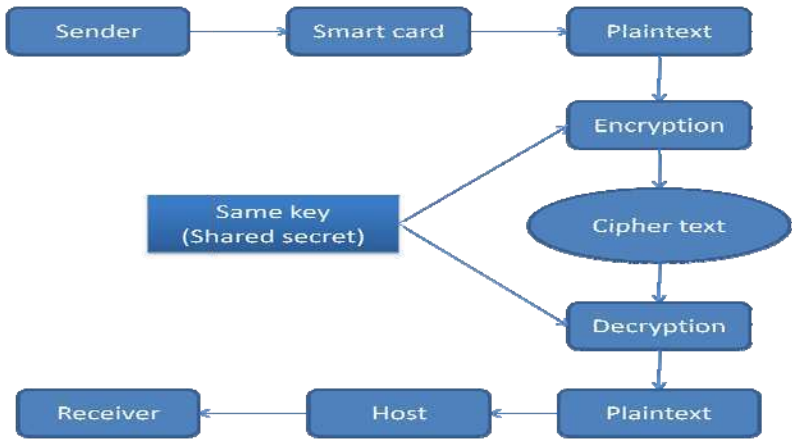 Sender
Smart card
Plaintext
Encryption
Same key
(Shared secret)
Cipher text
Decryption
Receiver
Host
Plaintext